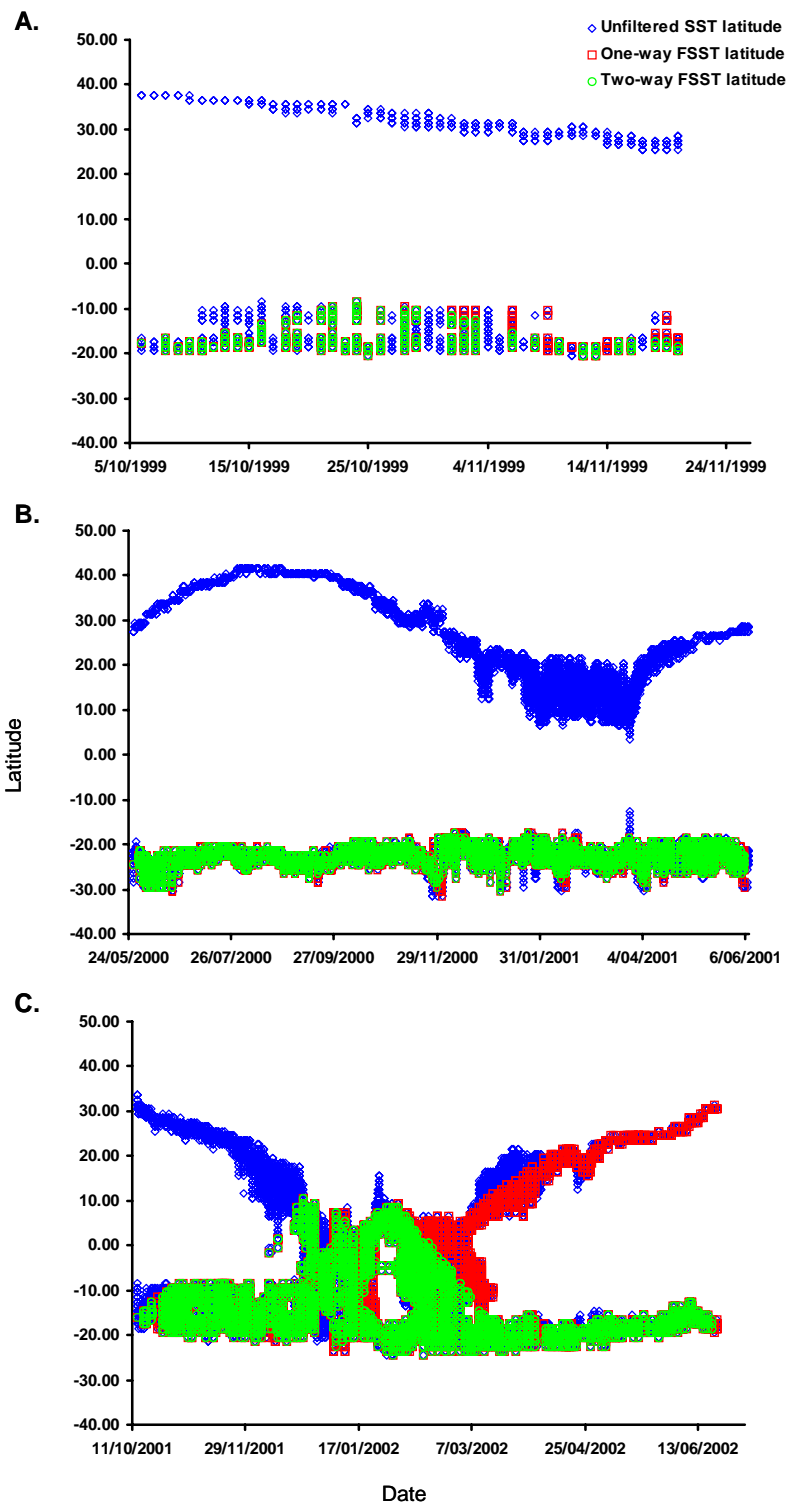 A.
Unfiltered SST latitude
One-way FSST latitude
Two-way FSST latitude
50.00
40.00
30.00
20.00
10.00
0.00
-10.00
-20.00
-30.00
-40.00
5/10/1999 15/10/1999 25/10/1999 4/11/1999 14/11/1999 24/11/1999
B.
50.00
40.00
30.00
20.00
10.00
0.00
-10.00
-20.00
-30.00
-40.00
24/05/2000 26/07/2000 27/09/2000 29/11/2000 31/01/2001 4/04/2001 6/06/2001
Latitude
C.
50.00
40.00
30.00
20.00
10.00
0.00
-10.00
-20.00
-30.00
-40.00
11/10/2001 29/11/2001 17/01/2002 7/03/2002 25/04/2002 13/06/2002
Date